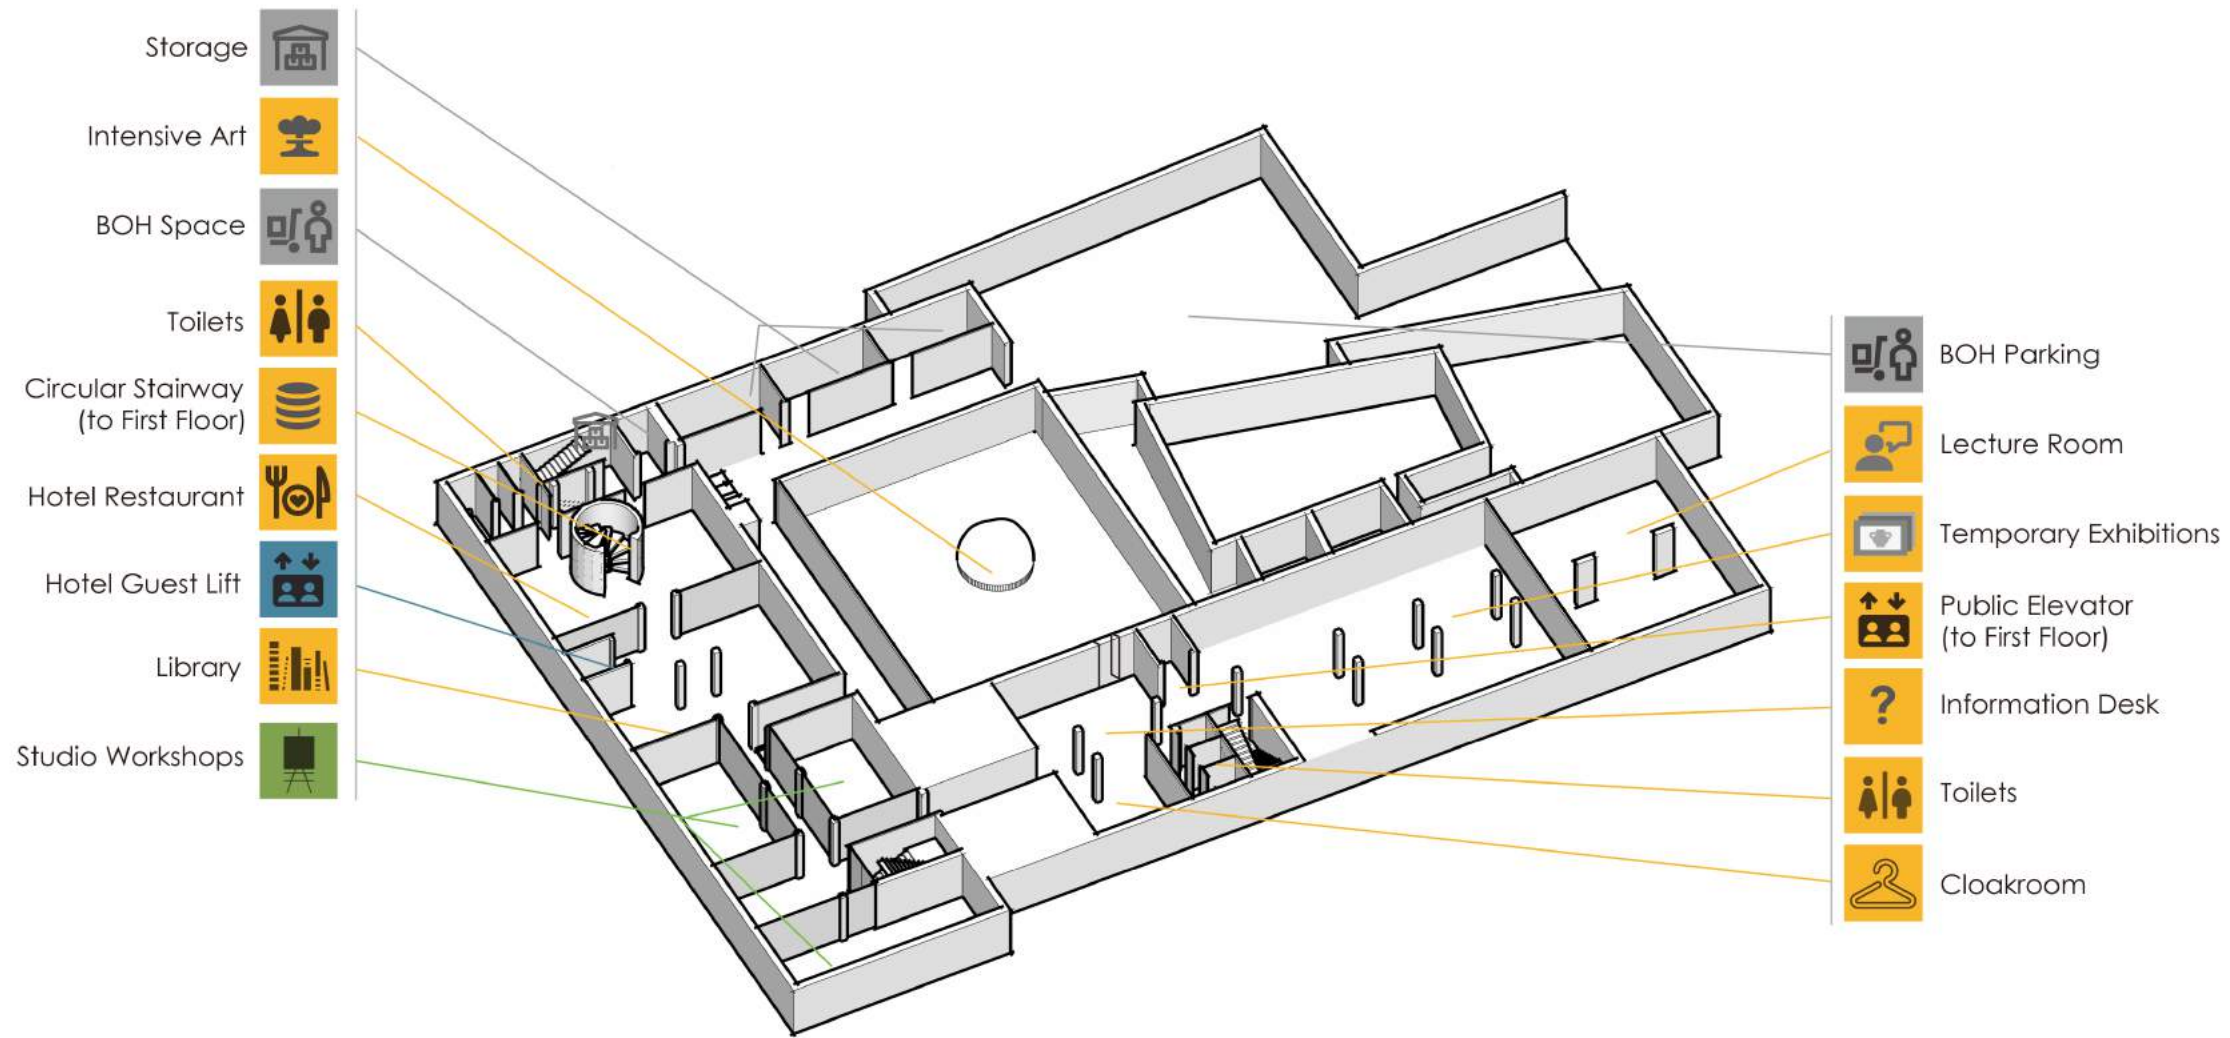 Storage
Intensive Art
BOH Space
Toilets
Circular Stairway
(to First Floor)
Hotel Restaurant
Hotel Guest Lift
Library
Studio Workshops
BOH Parking
Lecture Room
Temporary Exhibitions
Public Elevator
(to First Floor)
?
Information Desk
Toilets
Cloakroom